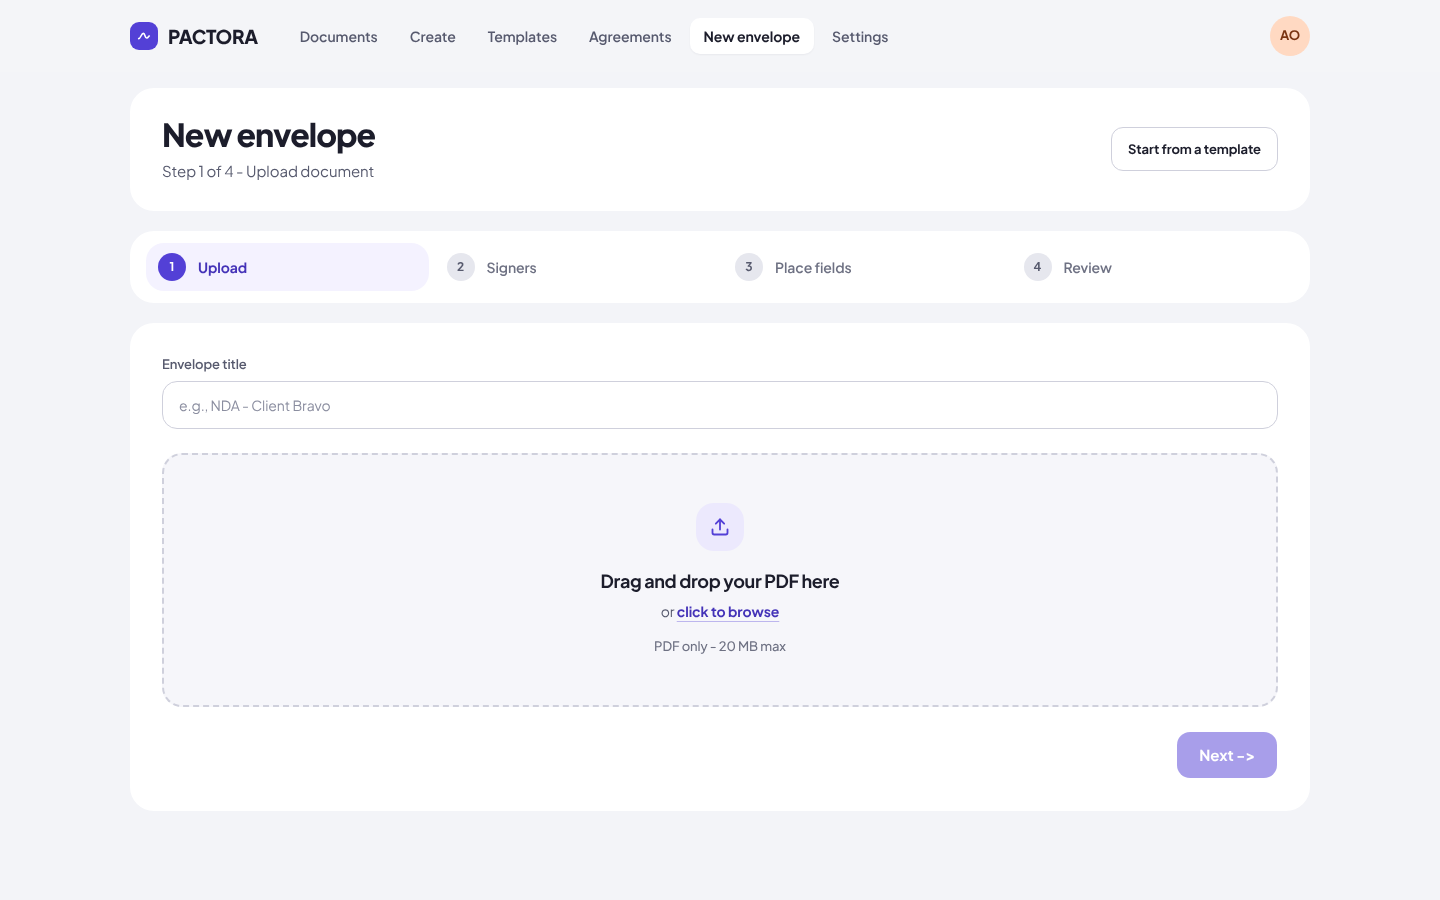 PACTORA
Documents
Create
Templates
Agreements
New envelope
Settings
AO
New envelope
Step 1 of 4 - Upload document
Start from a template
1 Upload
2 Signers
3 Place fields
4 Review
Envelope title
e.g., NDA - Client Bravo
Drag and drop your PDF here
or click to browse
PDF only - 20 MB max
Next ->